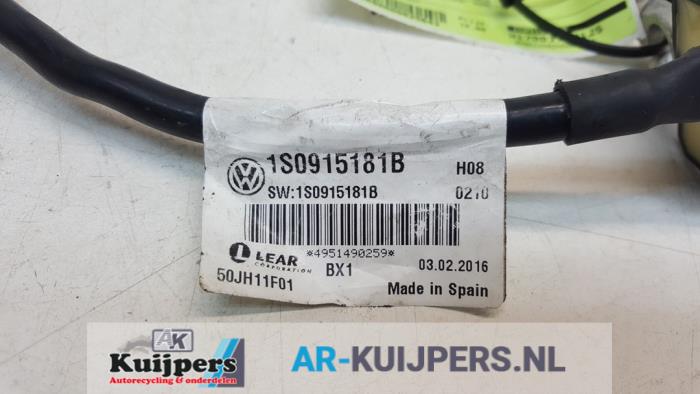 1S0915181B H08
SW:1S0915181B 0210
*4951490259*
LEAR
CORPORATION
BX1
03.02.2016
50JH11F01
Made in Spain
AK
Kuijpers
Autorecycling & onderdelen
AR-KUIJPERS.NL